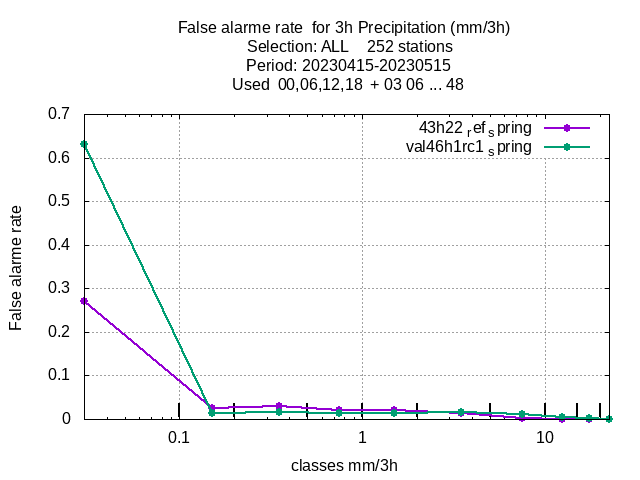 False alarme rate  for 3h Precipitation (mm/3h)
Selection: ALL    252 stations
Period: 20230415-20230515
Used  00,06,12,18  + 03 06 ... 48
43h22 ref spring
val46h1rc1 spring
0.7
0.6
0.5
0.4
0.3
0.2
0.1
0
False alarme rate
0.1 1 10
classes mm/3h